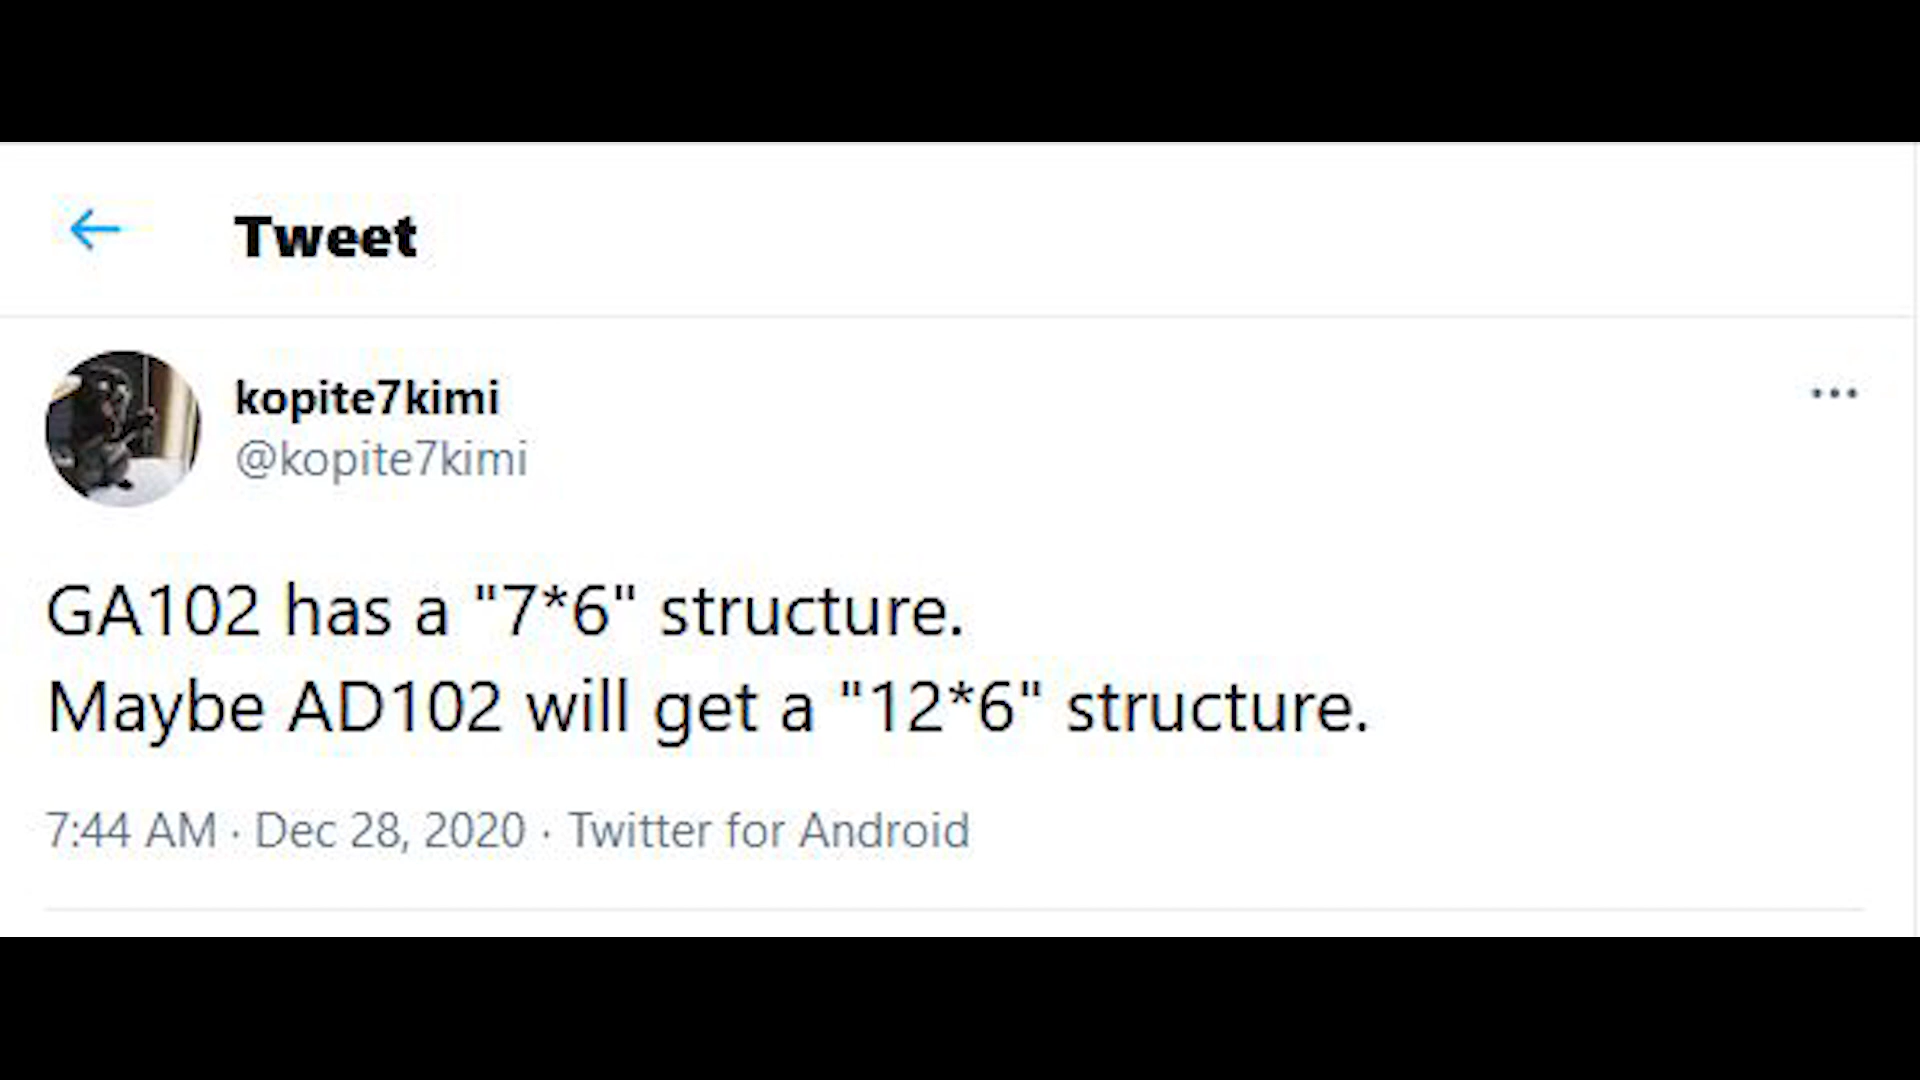 Tweet
kopite7kimi
@kopite7kimi
GA102 has a "7*6" structure.
Maybe AD102 will get a "12*6" structure.
7:44 AM · Dec 28, 2020 · Twitter for Android